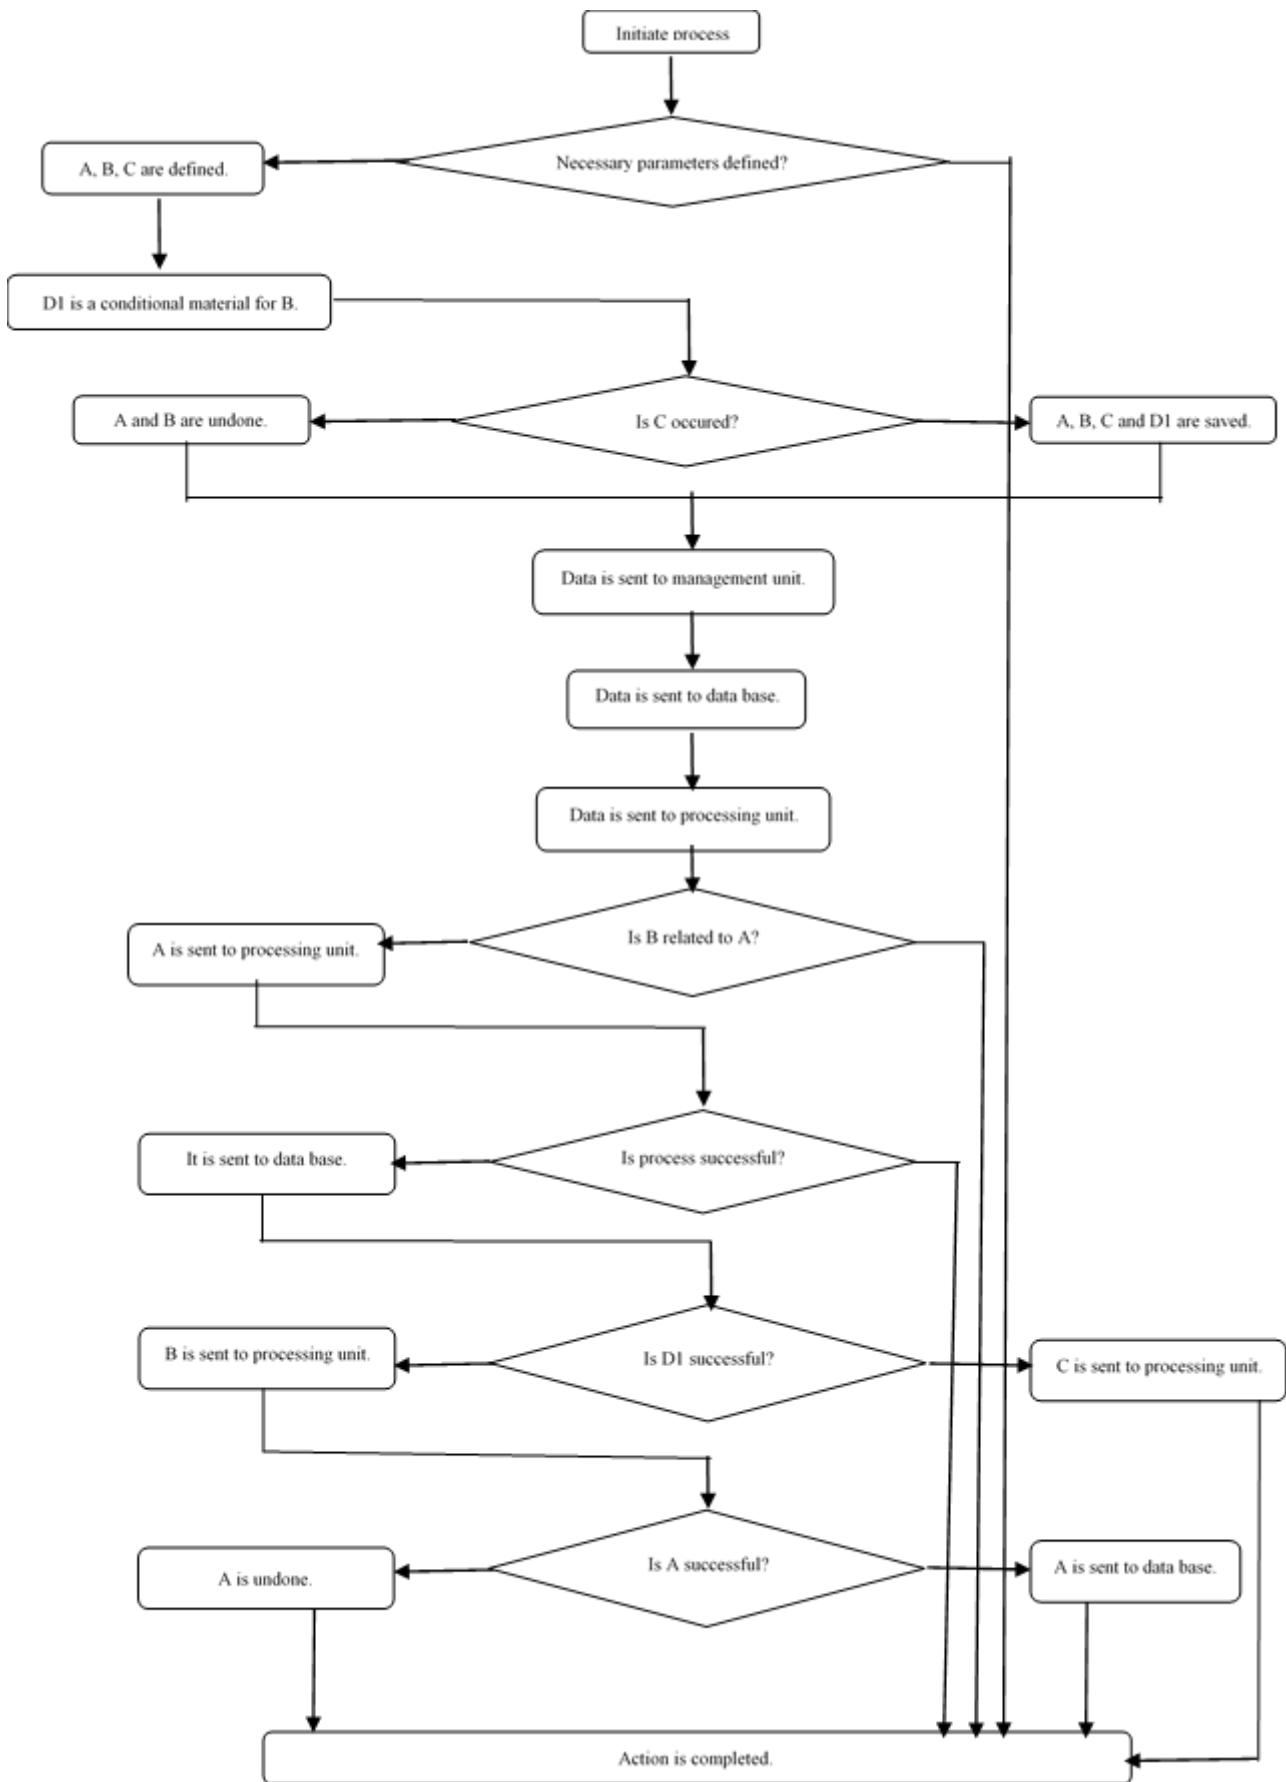 Initiate process
Necessary parameters defined?
A, B, C are defined.
D1 is a conditional material for B.
A and B are undone.
Is C occured?
A, B, C and D1 are saved.
Data is sent to management unit.
Data is sent to data base.
Data is sent to processing unit.
Is B related to A?
A is sent to processing unit.
Is process successful?
It is sent to data base.
Is D1 successful?
B is sent to processing unit.
C is sent to processing unit.
Is A successful?
A is undone.
A is sent to data base.
Action is completed.